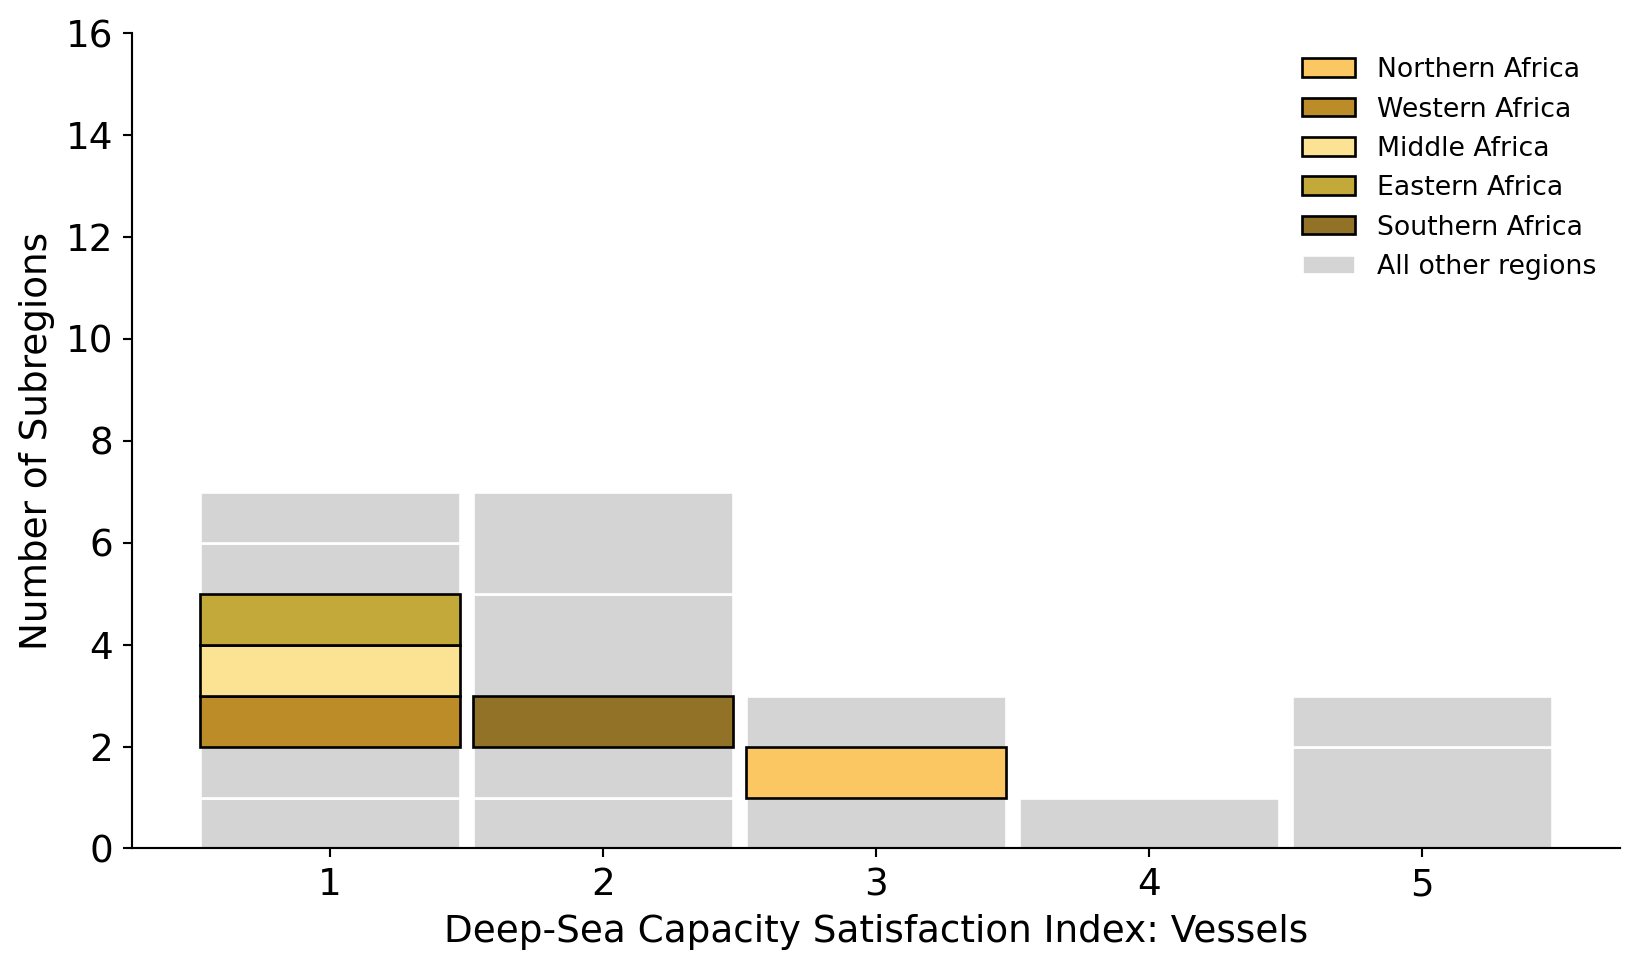 16
14
12
10
8
6
4
2
0
Number of Subregions
Northern Africa
Western Africa
Middle Africa
Eastern Africa
Southern Africa
All other regions
1 2 3 4 5
Deep-Sea Capacity Satisfaction Index: Vessels